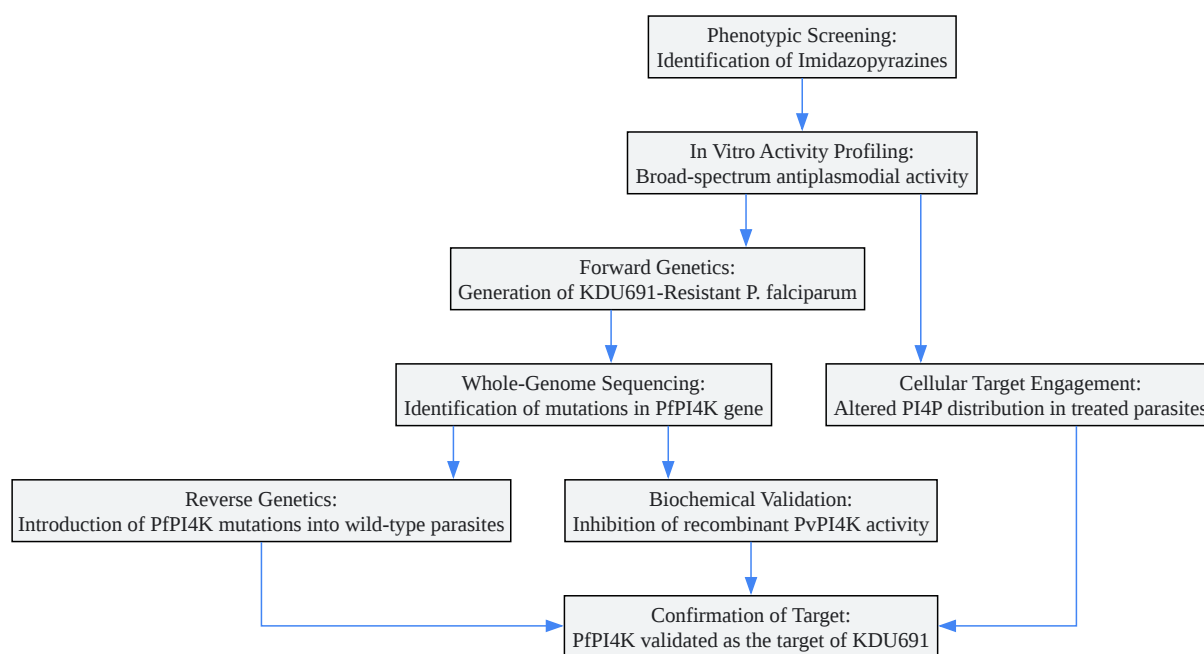 Phenotypic Screening:
Identification of Imidazopyrazines
In Vitro Activity Profiling:
Broad-spectrum antiplasmodial activity
Forward Genetics:
Generation of KDU691-Resistant P. falciparum
Whole-Genome Sequencing:
Identification of mutations in PfPI4K gene
Cellular Target Engagement:
Altered PI4P distribution in treated parasites
Reverse Genetics:
Introduction of PfPI4K mutations into wild-type parasites
Biochemical Validation:
Inhibition of recombinant PvPI4K activity
Confirmation of Target:
PfPI4K validated as the target of KDU691